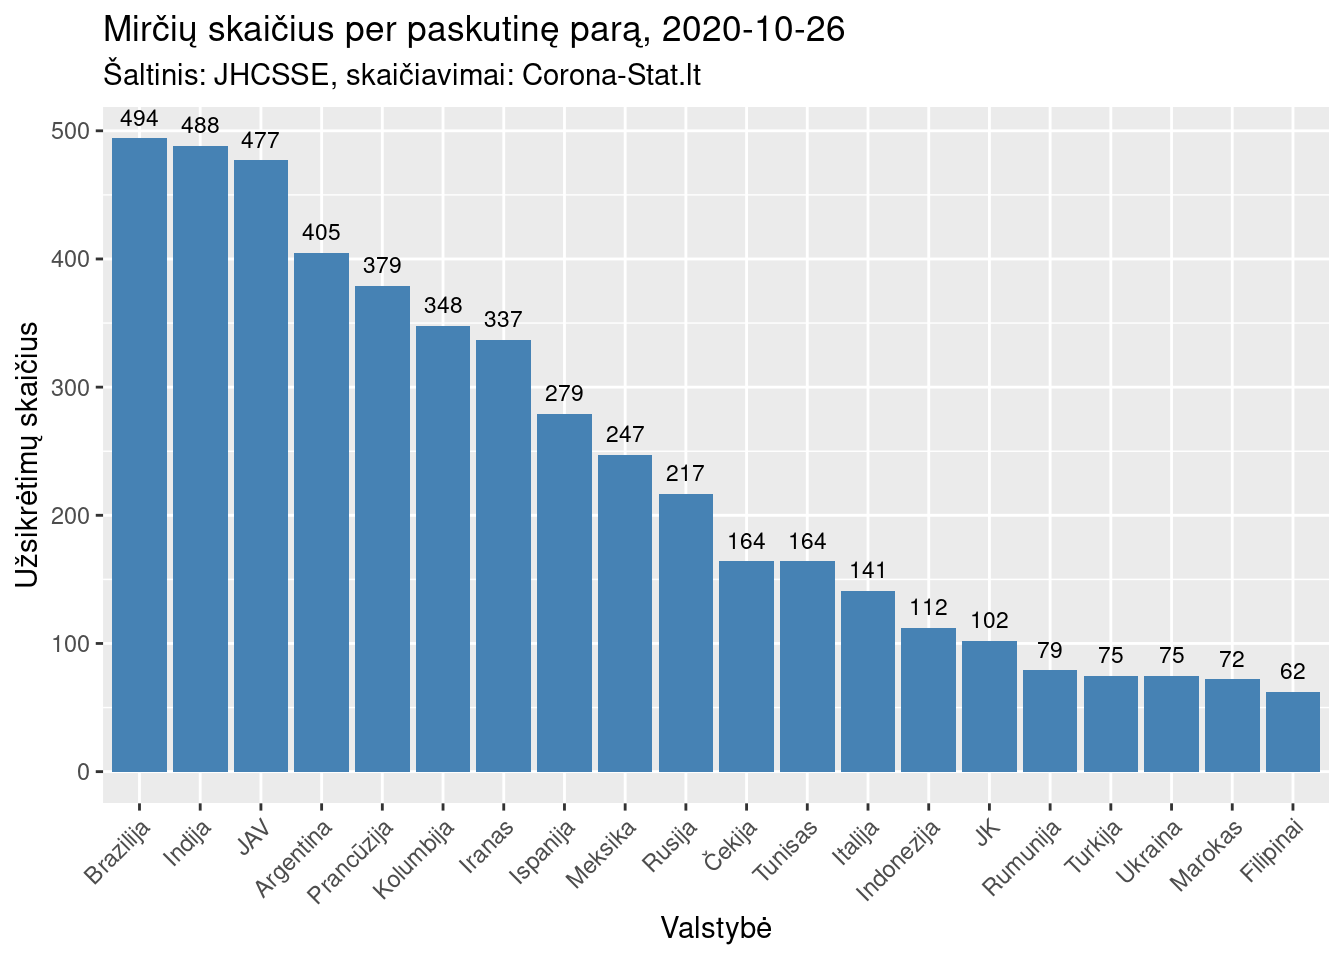 Mirčių skaičius per paskutinę parą, 2020-10-26
Šaltinis: JHCSSE, skaičiavimai: Corona-Stat.lt
Užsikrėtimų skaičius
500
400
300
200
100
0
494
488
477
405
379
348
337
279
247
217
164
164
141
112
102
79
75
75
72
62
Brazilija
Indija
JAV
Argentina
Prancūzija
Kolumbija
Iranas
Ispanija
Meksika
Rusija
Čekija
Tunisas
Italija
Indonezija
JK
Rumunija
Turkija
Ukraina
Marokas
Filipinai
Valstybė